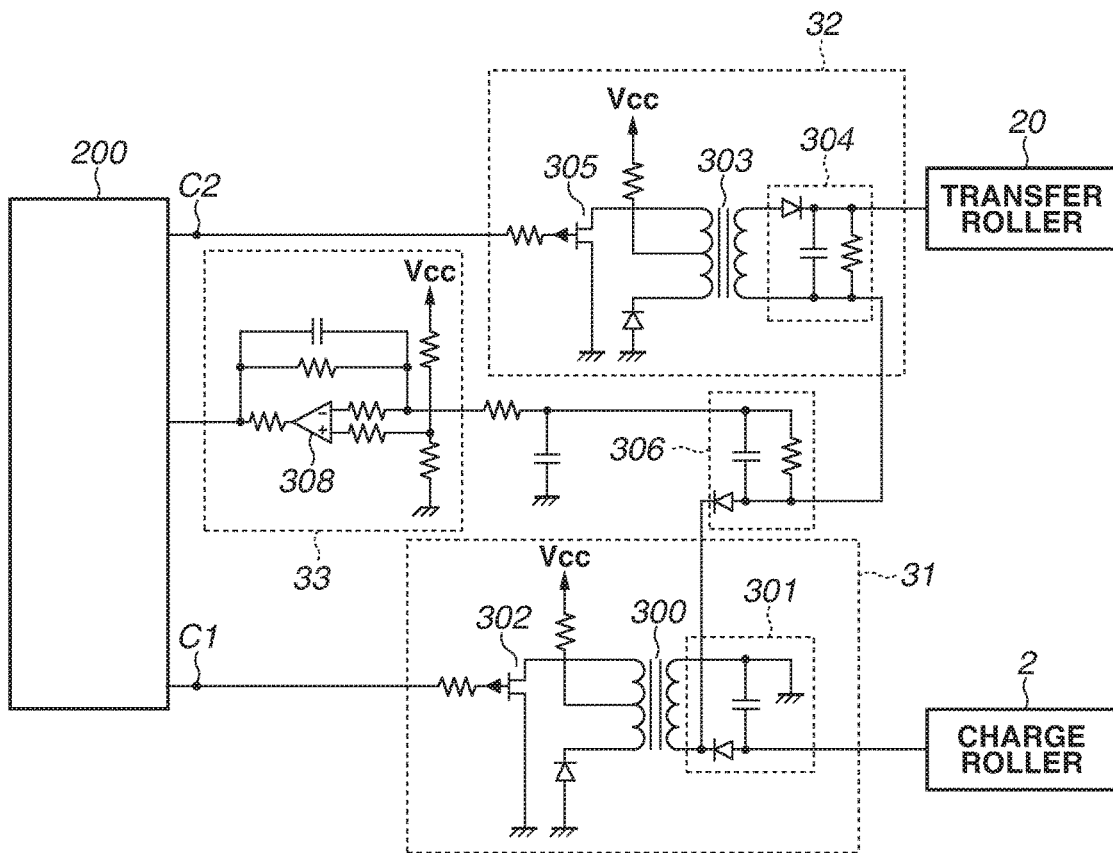 32
Vcc
200
C2
305
303
304
20
TRANSFER
ROLLER
Vcc
-
+
308
306
33
Vcc
31
302
300
301
C1
2
CHARGE
ROLLER